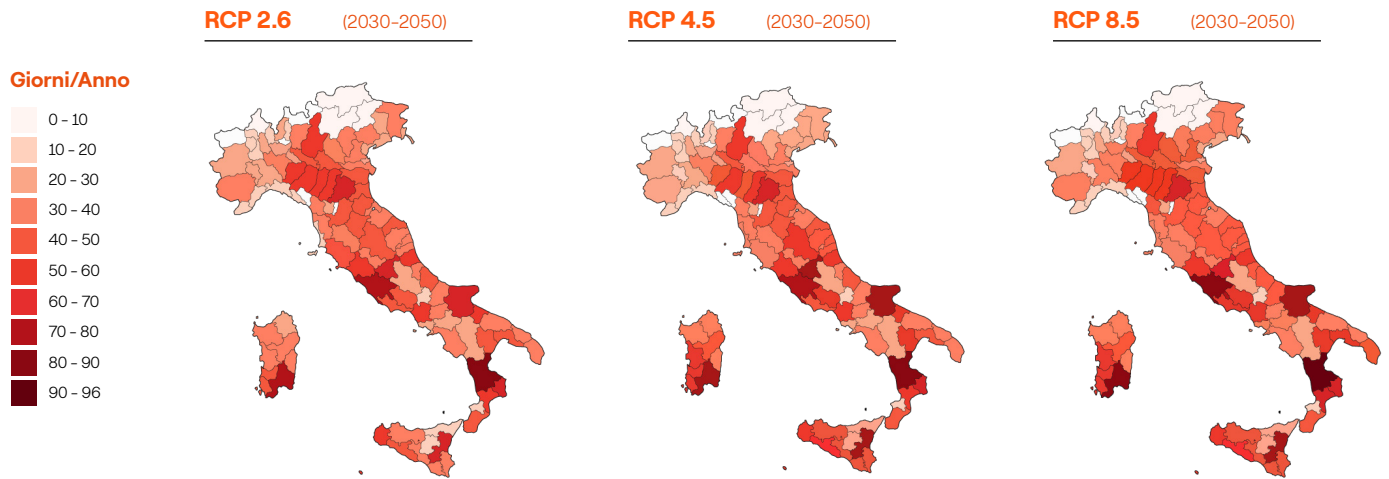 RCP 2.6 (2030-2050)
RCP 4.5 (2030-2050)
RCP 8.5 (2030-2050)
Giorni/Anno
0 - 10
10 - 20
20 - 30
30 - 40
40 - 50
50 - 60
60 - 70
70 - 80
80 - 90
90 - 96